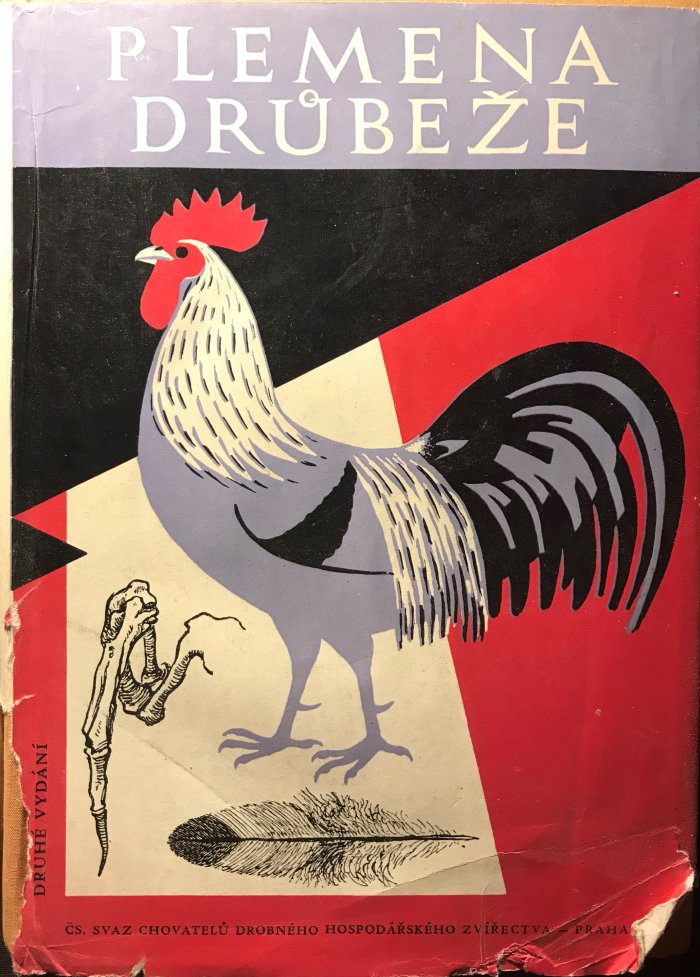 PLEMENA
DRŮBEŽE
DRUHÉ VYDÁNÍ
ČS. SVAZ CHOVATELŮ DROBNÉHO HOSPODÁŘSKÉHO ZVÍŘECTVA – PRAHA